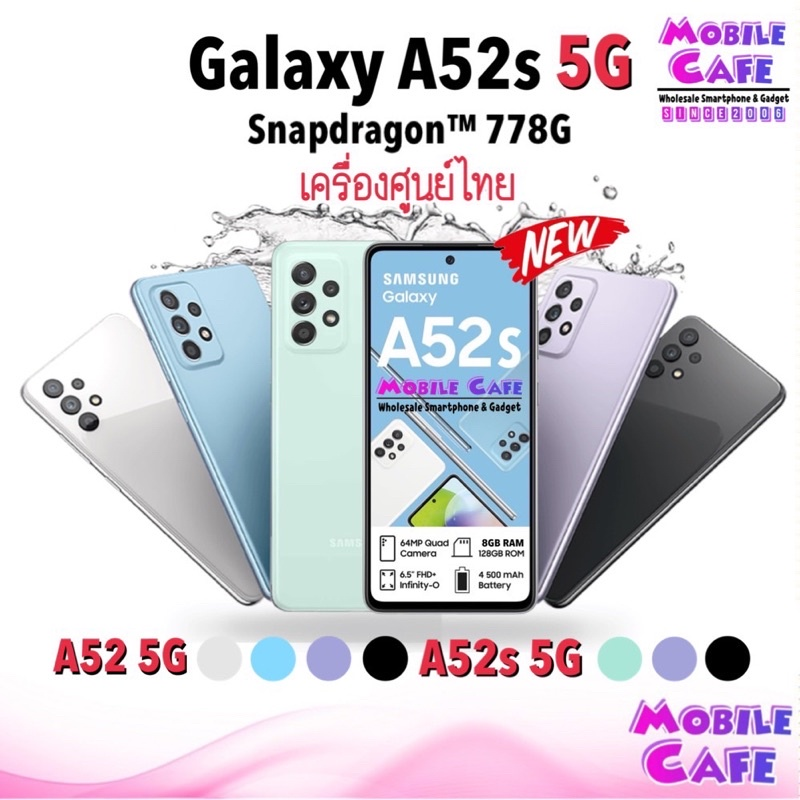 Galaxy A52s 5G
MOBILE
CAFE
Wholesale Smartphone & Gadget
SINCE2006
Snapdragon™ 778G
เครื่องศูนย์ไทย
NEW
SAMSUNG
Galaxy
A52s
MOBILE CAFE
Wholesale Smartphone & Gadget
SAMS
64MP Quad
Camera
8GB RAM
128GB ROM
6.5" FHD+
Infinity-O
4 500 mAh
Battery
A52 5G
A52s 5G
MOBILE
CAFE